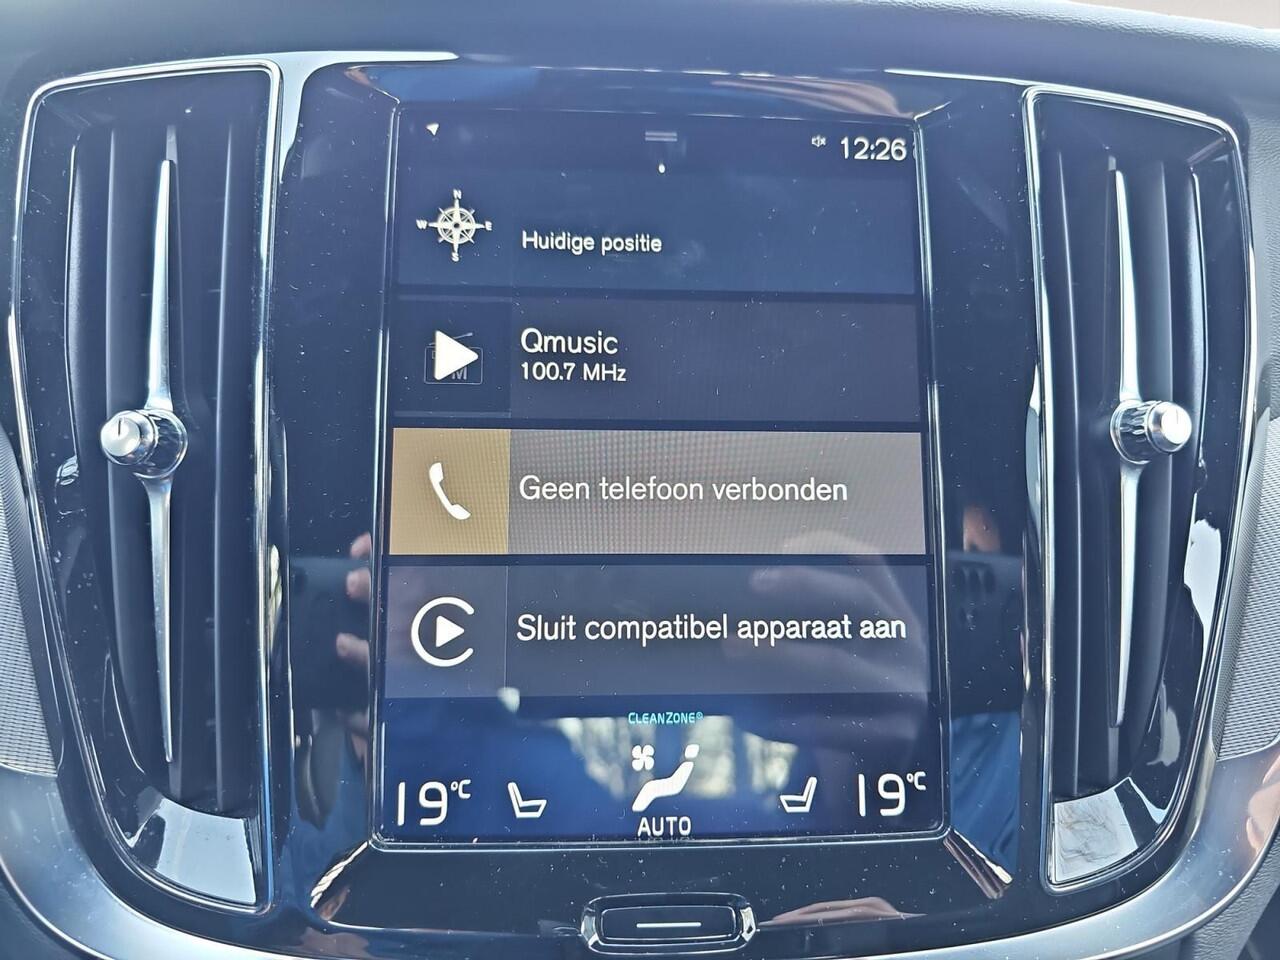 12:26
N
W E
S
Huidige positie
Qmusic
100.7 MHz
Geen telefoon verbonden
Sluit compatibel apparaat aan
CLEANZONE®
19°C
19°C
AUTO